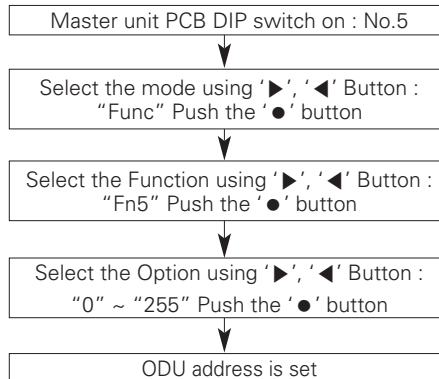 Master unit PCB DIP switch on : No.5
Select the mode using ‘▶’, ‘◀’ Button :
“Func” Push the ‘●’ button
Select the Function using ‘▶’, ‘◀’ Button :
“Fn5” Push the ‘●’ button
Select the Option using ‘▶’, ‘◀’ Button :
“0” ~ “255” Push the ‘●’ button
ODU address is set